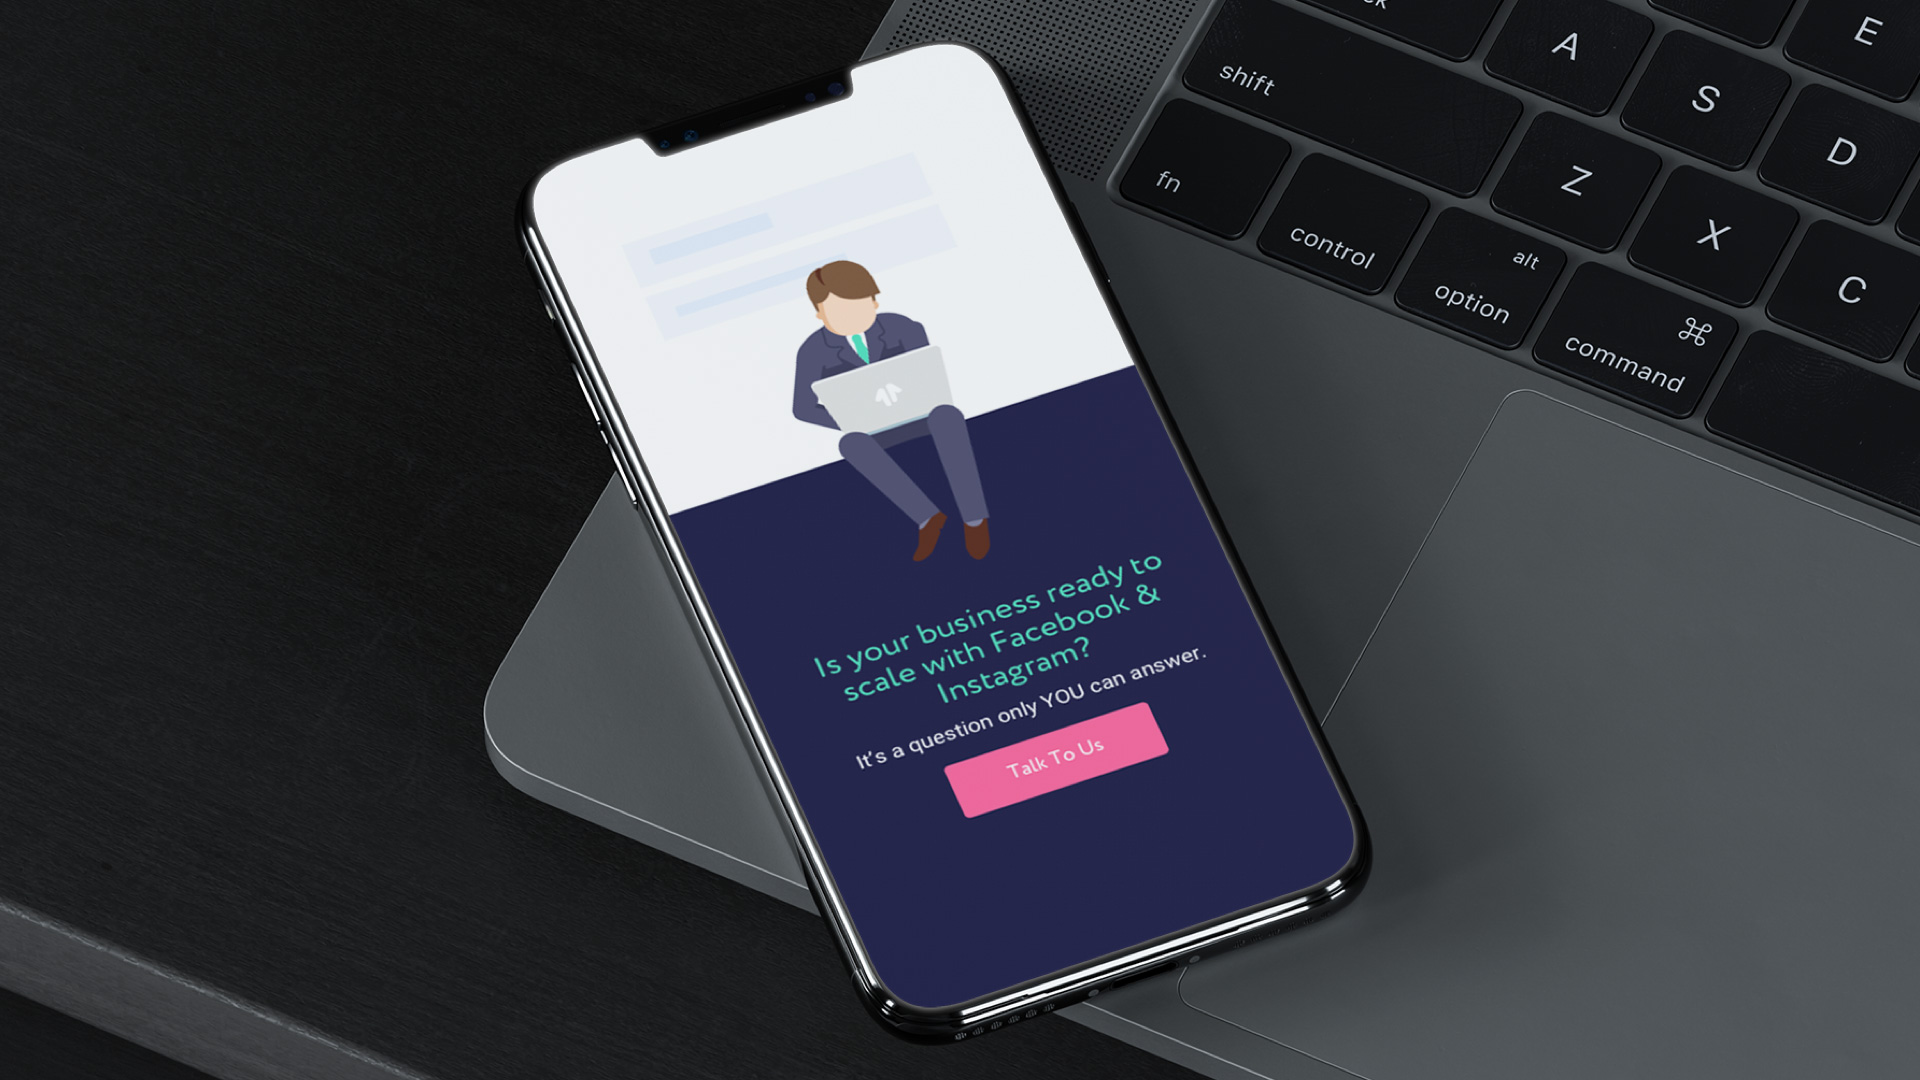 Is your business ready to
scale with Facebook &
Instagram?
It's a question only YOU can answer.
Talk To Us
A
E
shift
S
D
fn
Z
control
X
alt
option
C
⌘
command